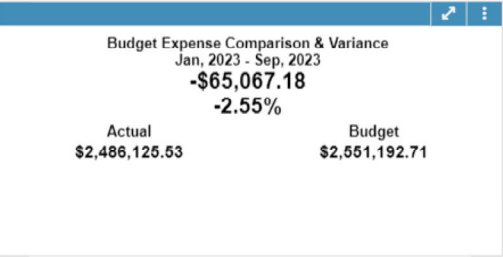 Budget Expense Comparison & Variance
Jan, 2023 - Sep, 2023
-$65,067.18
-2.55%
Actual Budget
$2,486,125.53 $2,551,192.71